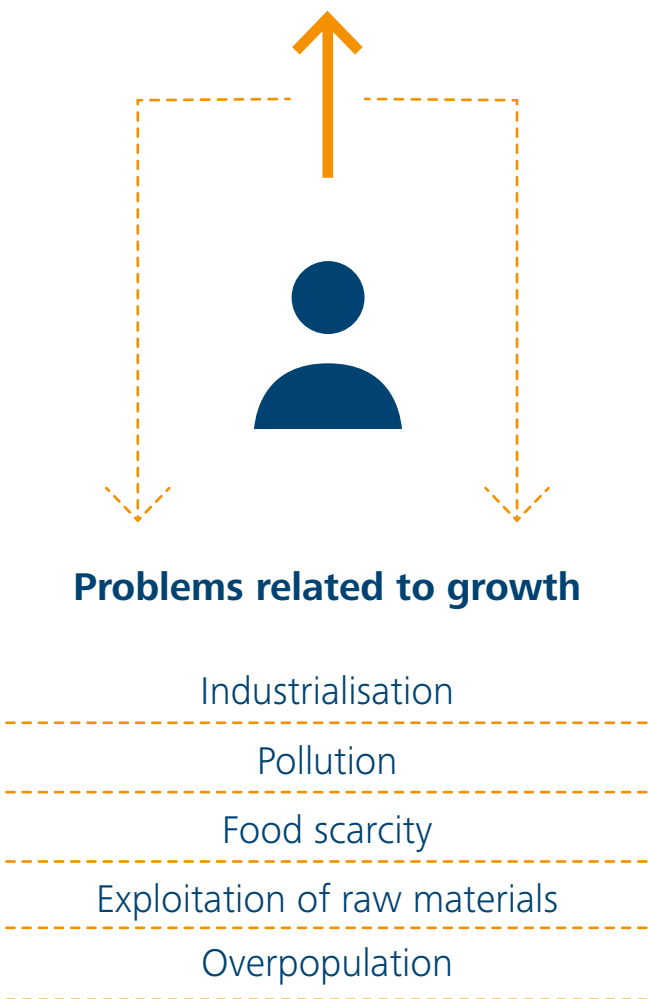 Problems related to growth
Industrialisation
Pollution
Food scarcity
Exploitation of raw materials
Overpopulation